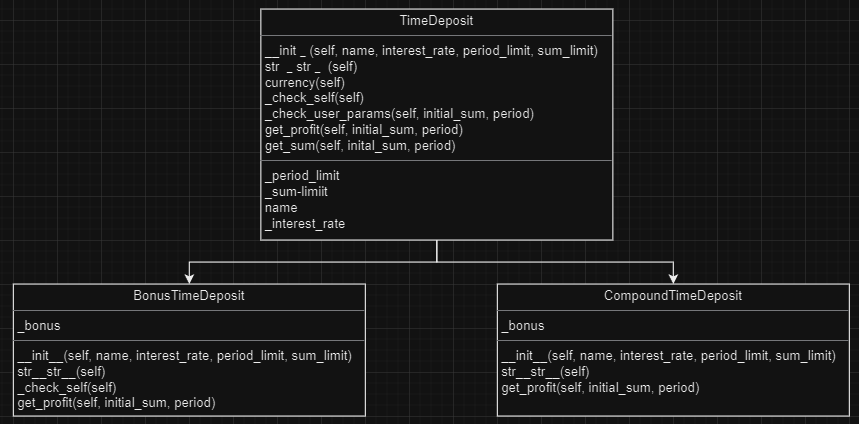 TimeDeposit
__init _ (self, name, interest_rate, period_limit, sum_limit)
str _ str _ (self)
currency(self)
_check_self(self)
_check_user_params(self, initial_sum, period)
get_profit(self, initial_sum, period)
get_sum(self, inital_sum, period)
_period_limit
_sum-limiit
name
_interest_rate
BonusTimeDeposit
_bonus
__init__(self, name, interest_rate, period_limit, sum_limit)
str__str__(self)
_check_self(self)
get_profit(self, initial_sum, period)
CompoundTimeDeposit
_bonus
__init__(self, name, interest_rate, period_limit, sum_limit)
str__str__(self)
get_profit(self, initial_sum, period)